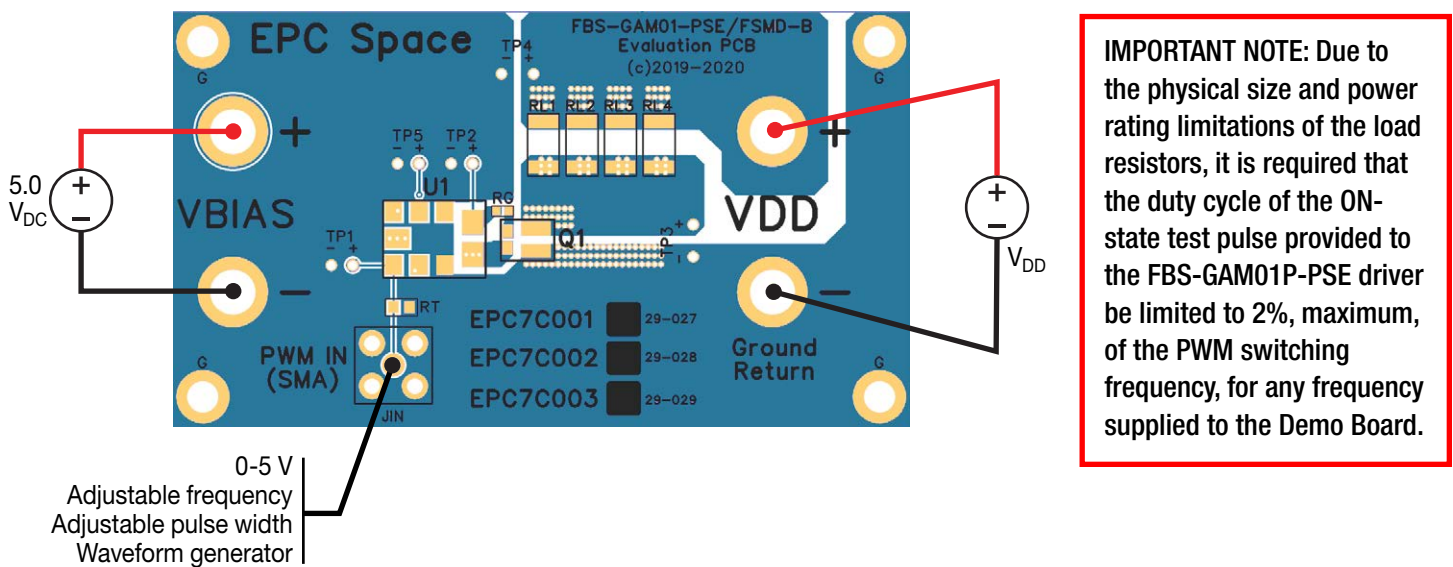 EPC Space
FBS-GAM01-PSE/FSMD-B
Evaluation PCB
(c)2019-2020
G
G
TP4
- +
RL1 RL2 RL3 RL4
+
+
5.0
VDC
+
−
VBIAS
TP5
- +
TP2
- +
U1
RG
Q1
TP1
- +
TP3
- +
VDD
+
−
VDD
−
−
RT
PWM IN
(SMA)
JIN
EPC7C001 29-027
EPC7C002 29-028
EPC7C003 29-029
Ground
Return
G
G
0-5 V
Adjustable frequency
Adjustable pulse width
Waveform generator
IMPORTANT NOTE: Due to
the physical size and power
rating limitations of the load
resistors, it is required that
the duty cycle of the ON-
state test pulse provided to
the FBS-GAM01P-PSE driver
be limited to 2%, maximum,
of the PWM switching
frequency, for any frequency
supplied to the Demo Board.